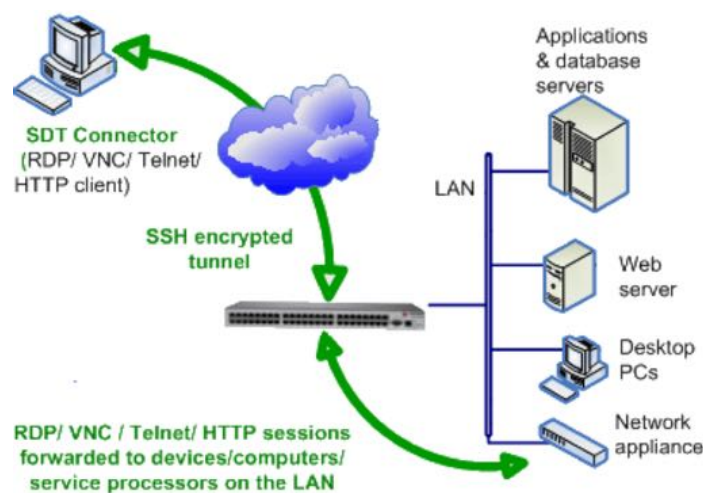 Applications
& database
servers
SDT Connector
(RDP/ VNC/ Telnet/
HTTP client)
LAN
SSH encrypted
tunnel
Web
server
Desktop
PCs
RDP/ VNC / Telnet/ HTTP sessions
forwarded to devices/computers/
service processors on the LAN
Network
appliance